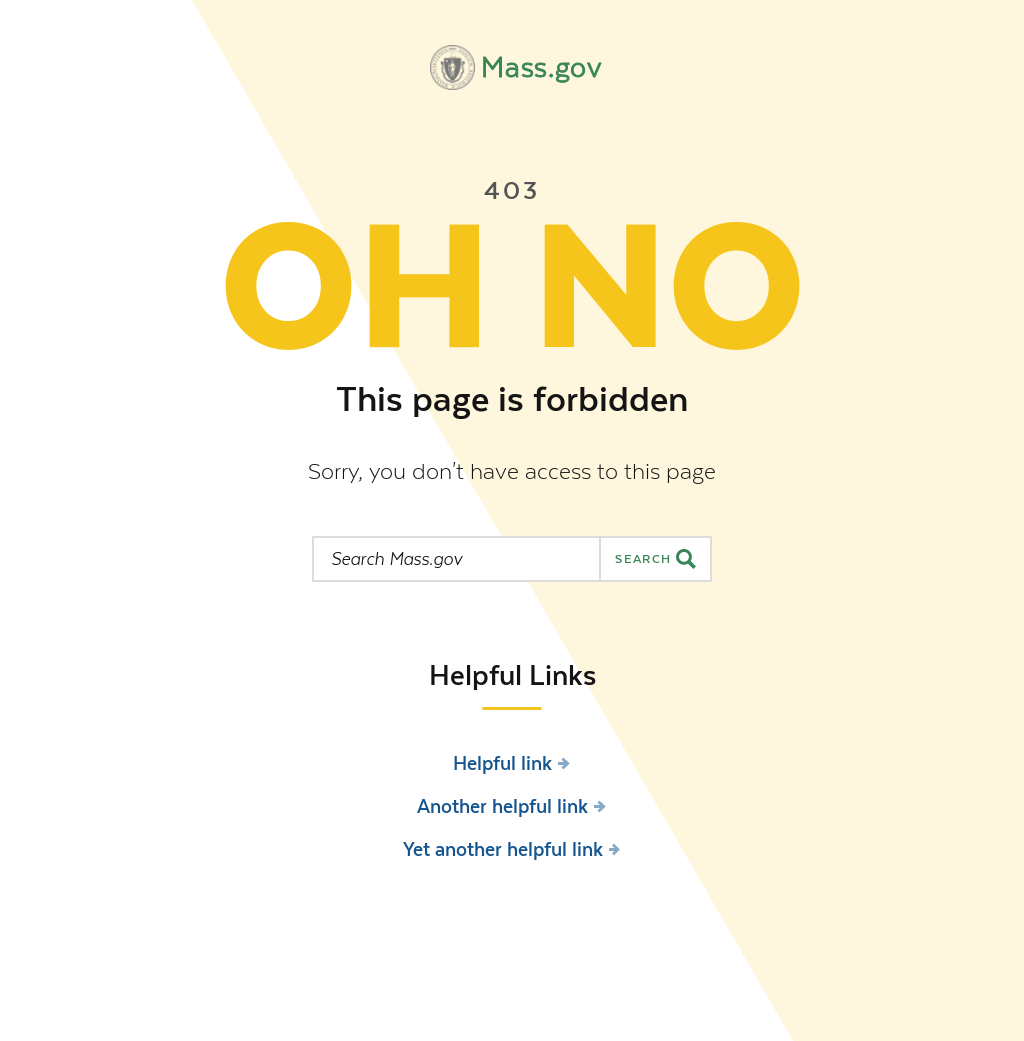 Mass.gov
403
OH NO
This page is forbidden
Sorry, you don't have access to this page
Search Mass.gov SEARCH
Helpful Links
Helpful link
Another helpful link
Yet another helpful link